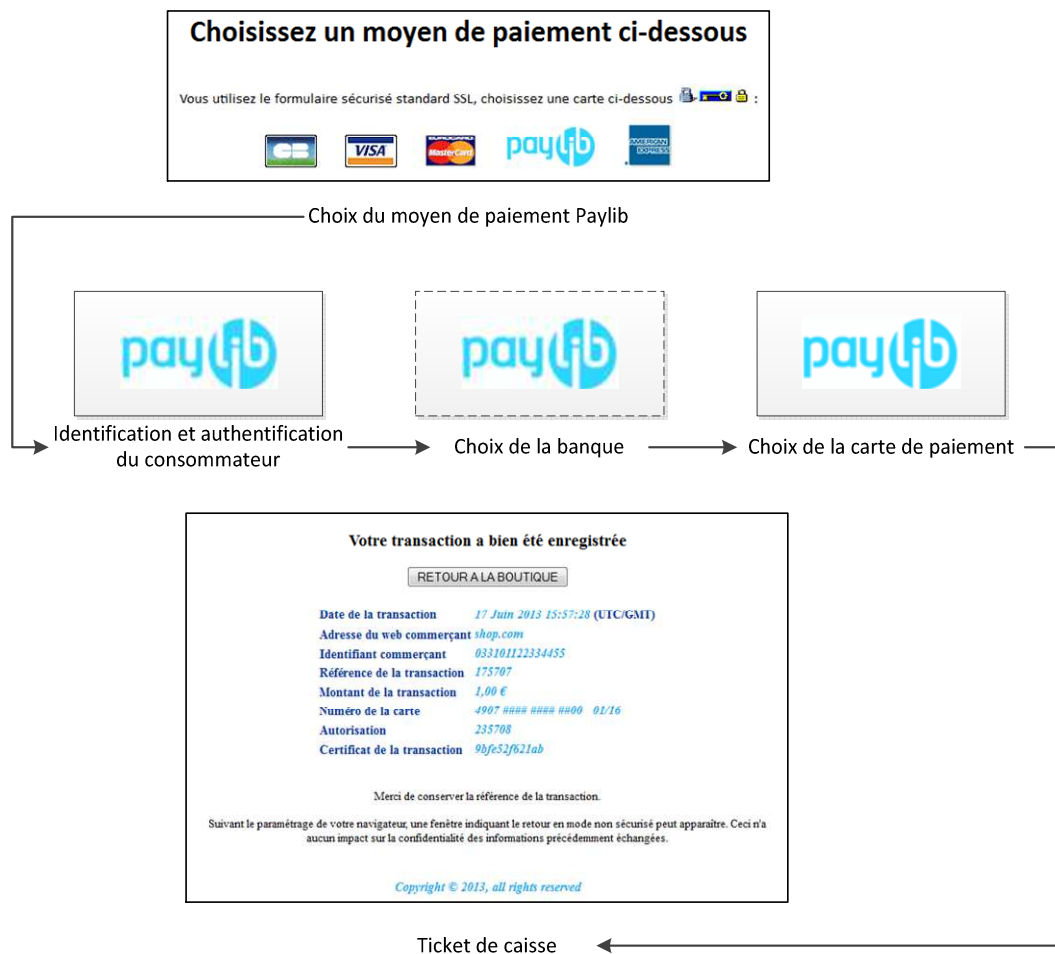 Choisissez un moyen de paiement ci-dessous
Vous utilisez le formulaire sécurisé standard SSL, choisissez une carte ci-dessous :
CB VISA EUROCARD MasterCard paylib AMERICAN EXPRESS
Choix du moyen de paiement Paylib
paylib paylib paylib
Identification et authentification
du consommateur
Choix de la banque
Choix de la carte de paiement
Votre transaction a bien été enregistrée
RETOUR A LA BOUTIQUE
Date de la transaction 17 Juin 2013 15:57:28 (UTC/GMT)
Adresse du web commerçant shop.com
Identifiant commerçant 033101122334455
Référence de la transaction 175707
Montant de la transaction 1,00 €
Numéro de la carte 4907 #### #### ##00 01/16
Autorisation 235708
Certificat de la transaction 9bfe52f621ab
Merci de conserver la référence de la transaction.
Suivant le paramétrage de votre navigateur, une fenêtre indiquant le retour en mode non sécurisé peut apparaître. Ceci n'a
aucun impact sur la confidentialité des informations précédemment échangées.
Copyright © 2013, all rights reserved
Ticket de caisse